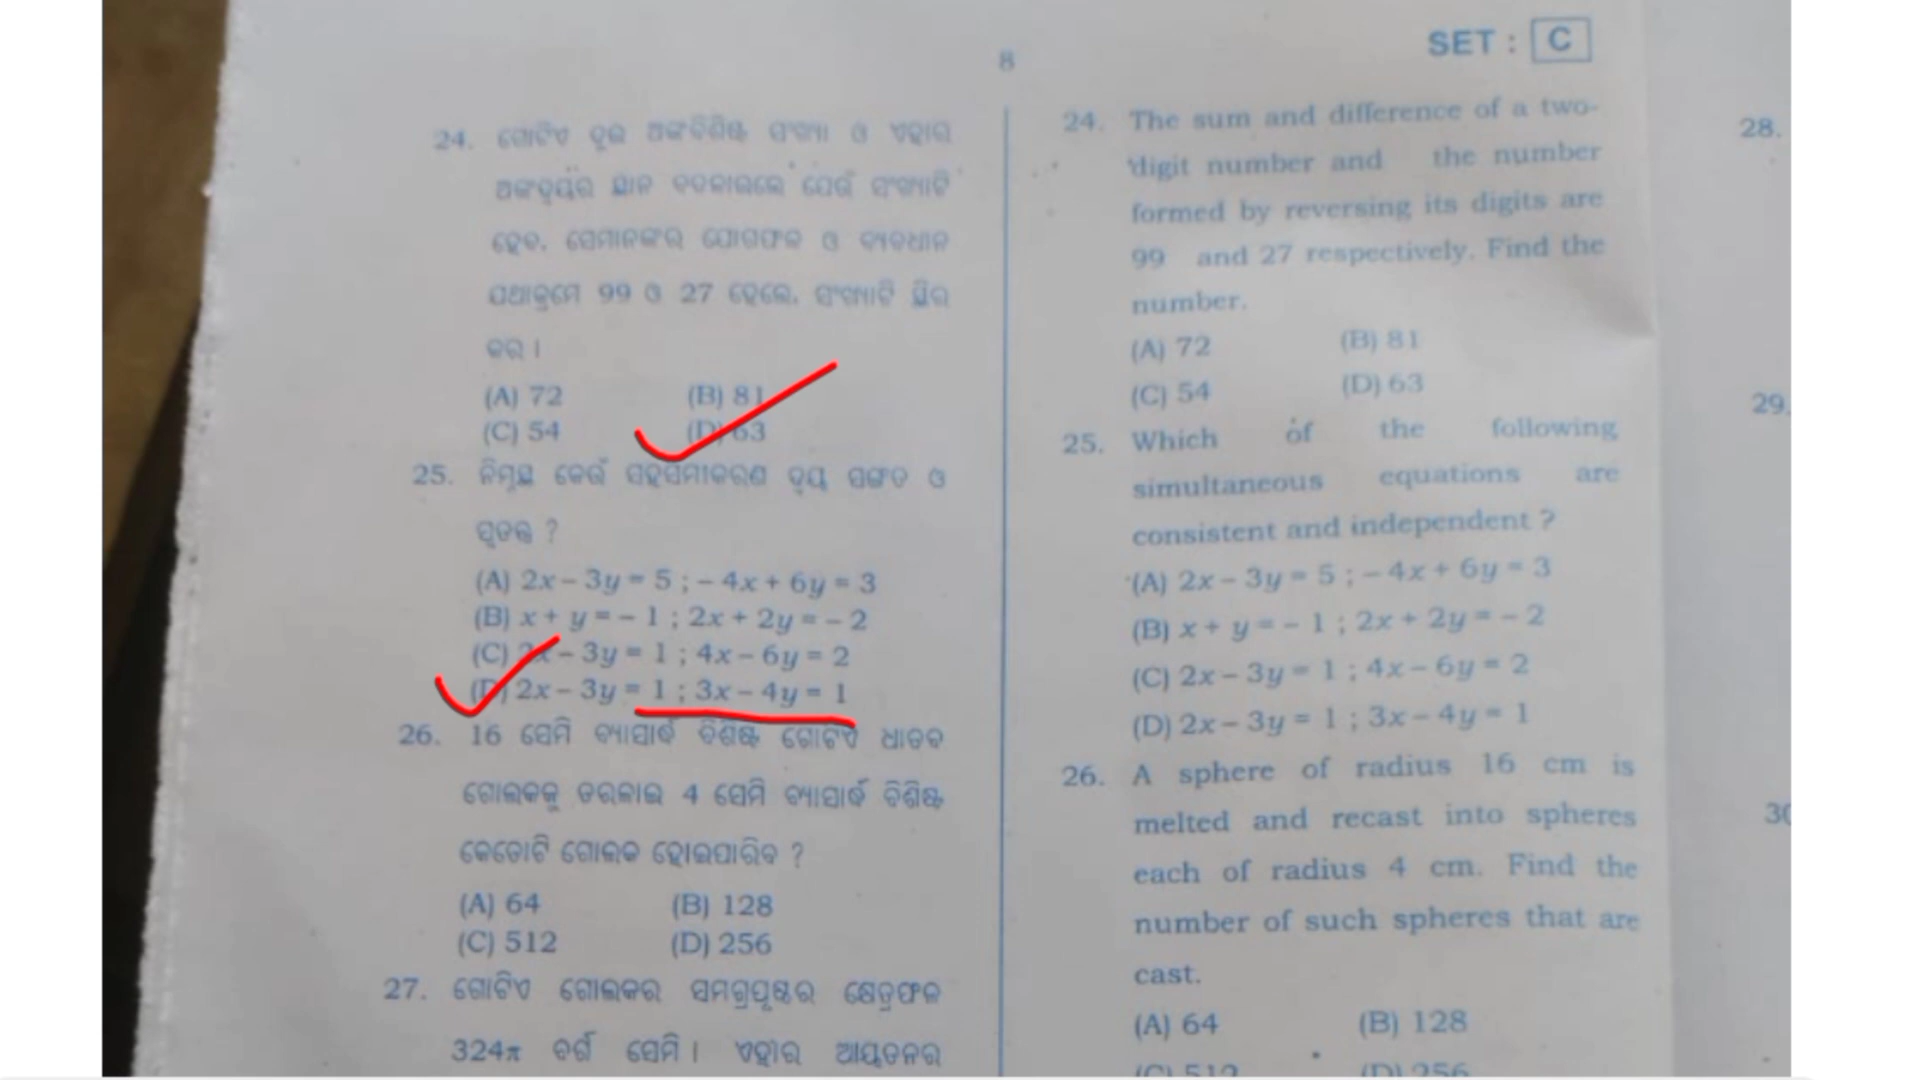 SET : C
8
24. ଗୋଟିଏ ଦୁଇ ଅଙ୍କବିଶିଷ୍ଟ ସଂଖ୍ୟା ଓ ଏହାର
ଅଙ୍କଦ୍ୱୟର ସ୍ଥାନ ବଦଳାଇଲେ ଯେଉଁ ସଂଖ୍ୟାଟି
ହେବ, ସେମାନଙ୍କର ଯୋଗଫଳ ଓ ବ୍ୟବଧାନ
ଯଥାକ୍ରମେ 99 ଓ 27 ହେଲେ, ସଂଖ୍ୟାଟି ସ୍ଥିର
କର ।
(A) 72 (B) 81
(C) 54 (D) 63
25. ନିମ୍ନସ୍ଥ କେଉଁ ସହସମୀକରଣ ଦ୍ୱୟ ସଙ୍ଗତ ଓ
ସ୍ୱତନ୍ତ୍ର ?
(A) 2x – 3y = 5 ; – 4x + 6y = 3
(B) x + y = – 1 ; 2x + 2y = – 2
(C) 2x – 3y = 1 ; 4x – 6y = 2
(D) 2x – 3y = 1 ; 3x – 4y = 1
26. 16 ସେମି ବ୍ୟାସାର୍ଦ୍ଧ ବିଶିଷ୍ଟ ଗୋଟିଏ ଧାତବ
ଗୋଲକକୁ ତରଳାଇ 4 ସେମି ବ୍ୟାସାର୍ଦ୍ଧ ବିଶିଷ୍ଟ
କେତୋଟି ଗୋଲକ ହୋଇପାରିବ ?
(A) 64 (B) 128
(C) 512 (D) 256
27. ଗୋଟିଏ ଗୋଲକର ସମଗ୍ରପୃଷ୍ଠର କ୍ଷେତ୍ରଫଳ
324π ବର୍ଗ ସେମି । ଏହାର ଆୟତନର
24. The sum and difference of a two-
digit number and the number
formed by reversing its digits are
99 and 27 respectively. Find the
number.
(A) 72 (B) 81
(C) 54 (D) 63
25. Which of the following
simultaneous equations are
consistent and independent ?
(A) 2x – 3y = 5 ; – 4x + 6y = 3
(B) x + y = – 1 ; 2x + 2y = – 2
(C) 2x – 3y = 1 ; 4x – 6y = 2
(D) 2x – 3y = 1 ; 3x – 4y = 1
26. A sphere of radius 16 cm is
melted and recast into spheres
each of radius 4 cm. Find the
number of such spheres that are
cast.
(A) 64 (B) 128
(C) 512 (D) 256
28.
29.
30